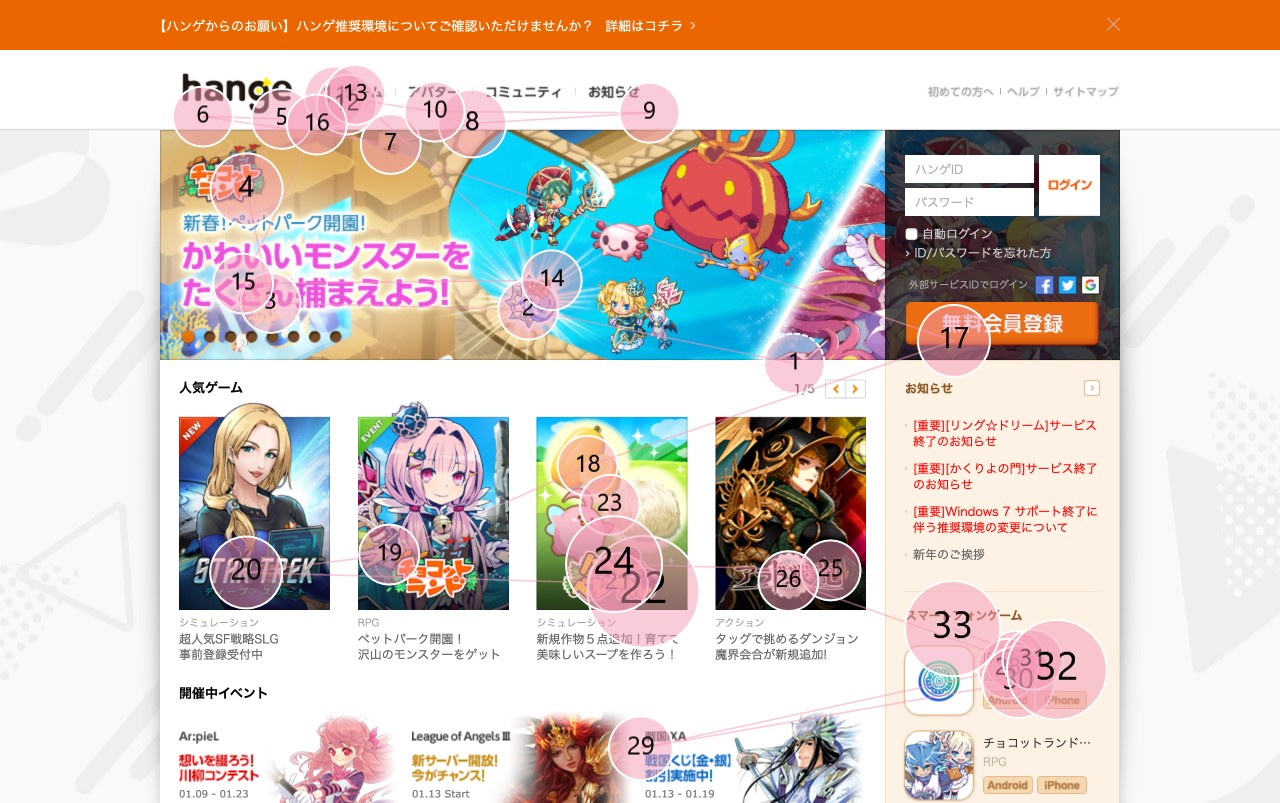 【ハンゲからのお願い】ハンゲ推奨環境についてご確認いただけませんか？ 詳細はコチラ ›
hange
アバター
コミュニティ
お知らせ
初めての方へ
ヘルプ
サイトマップ
6
5
16
12
13
7
10
8
9
チョコットランド
4
新春!ペットパーク開園!
かわいいモンスターを
たくさん捕まえよう!
15
3
14
2
1
ハンゲID
パスワード
ログイン
自動ログイン
› ID/パスワードを忘れた方
外部サービスIDでログイン
無料会員登録
17
人気ゲーム
1/5
お知らせ
[重要][リング☆ドリーム]サービス
終了のお知らせ
[重要][かくりよの門]サービス終了
のお知らせ
[重要]Windows 7 サポート終了に
伴う推奨環境の変更について
新年のご挨拶
NEW
EVENT
18
23
19
24
22
20
STAR TREK
チョコットランド
26
25
シミュレーション
超人気SF戦略SLG
事前登録受付中
RPG
ペットパーク開園！
沢山のモンスターをゲット
シミュレーション
新規作物５点追加！育てて
美味しいスープを作ろう！
アクション
タッグで挑めるダンジョン
魔界会合が新規追加!
スマートフォンゲーム
33
31
30
32
Android
iPhone
チョコットランド…
RPG
Android
iPhone
開催中イベント
Ar:pieL
想いを綴ろう!
川柳コンテスト
01.09 - 01.23
League of Angels III
新サーバー開放!
今がチャンス!
01.13 Start
29
戦国IXA
戦国くじ【金・銀】
割引実施中!
01.13 - 01.19